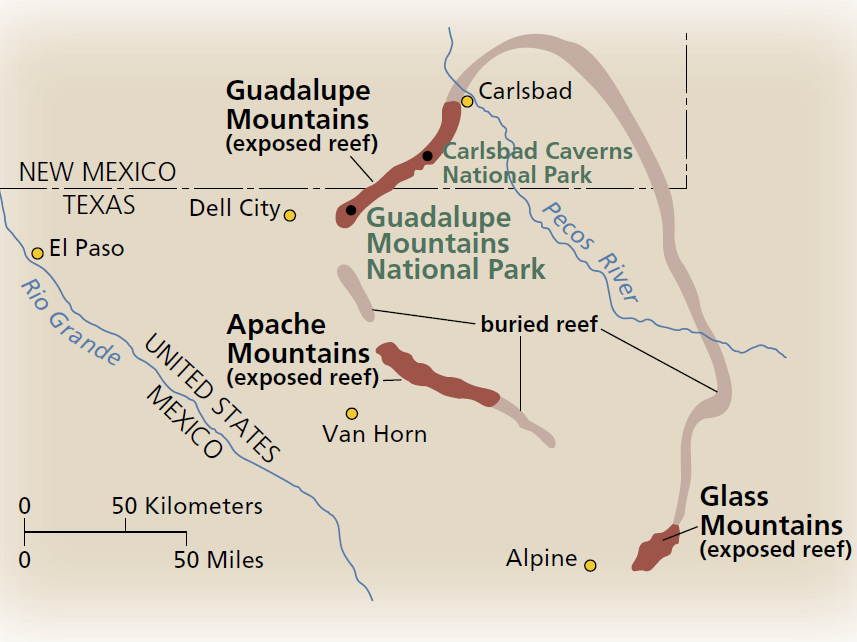 Guadalupe
Mountains
(exposed reef)
Carlsbad
Carlsbad Caverns
National Park
NEW MEXICO
TEXAS
Dell City
Guadalupe
Mountains
National Park
El Paso
Pecos River
Rio Grande
Apache
Mountains
(exposed reef)
buried reef
UNITED STATES
MEXICO
Van Horn
Glass
Mountains
(exposed reef)
0 50 Kilometers
0 50 Miles
Alpine